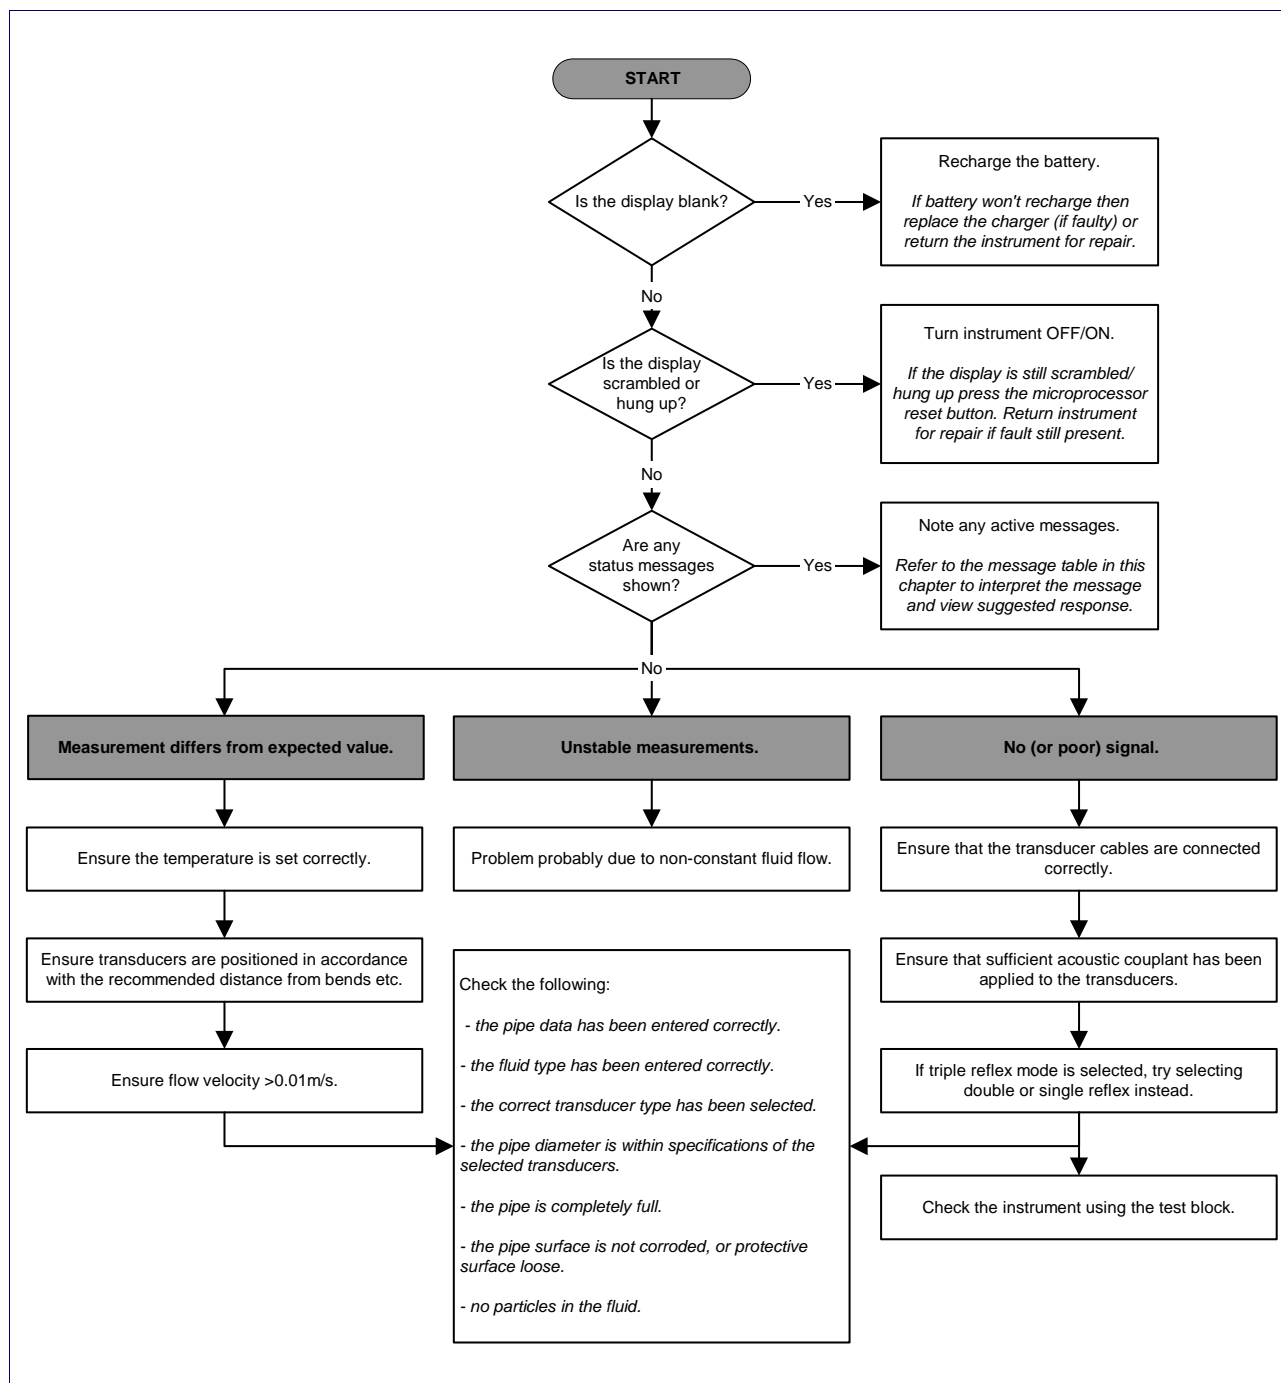 START
Is the display blank?
Yes
Recharge the battery.
If battery won't recharge then
replace the charger (if faulty) or
return the instrument for repair.
No
Is the display
scrambled or
hung up?
Yes
Turn instrument OFF/ON.
If the display is still scrambled/
hung up press the microprocessor
reset button. Return instrument
for repair if fault still present.
No
Are any
status messages
shown?
Yes
Note any active messages.
Refer to the message table in this
chapter to interpret the message
and view suggested response.
No
Measurement differs from expected value.
Ensure the temperature is set correctly.
Ensure transducers are positioned in accordance
with the recommended distance from bends etc.
Ensure flow velocity >0.01m/s.
Unstable measurements.
Problem probably due to non-constant fluid flow.
Check the following:
- the pipe data has been entered correctly.
- the fluid type has been entered correctly.
- the correct transducer type has been selected.
- the pipe diameter is within specifications of the
selected transducers.
- the pipe is completely full.
- the pipe surface is not corroded, or protective
surface loose.
- no particles in the fluid.
No (or poor) signal.
Ensure that the transducer cables are connected
correctly.
Ensure that sufficient acoustic couplant has been
applied to the transducers.
If triple reflex mode is selected, try selecting
double or single reflex instead.
Check the instrument using the test block.